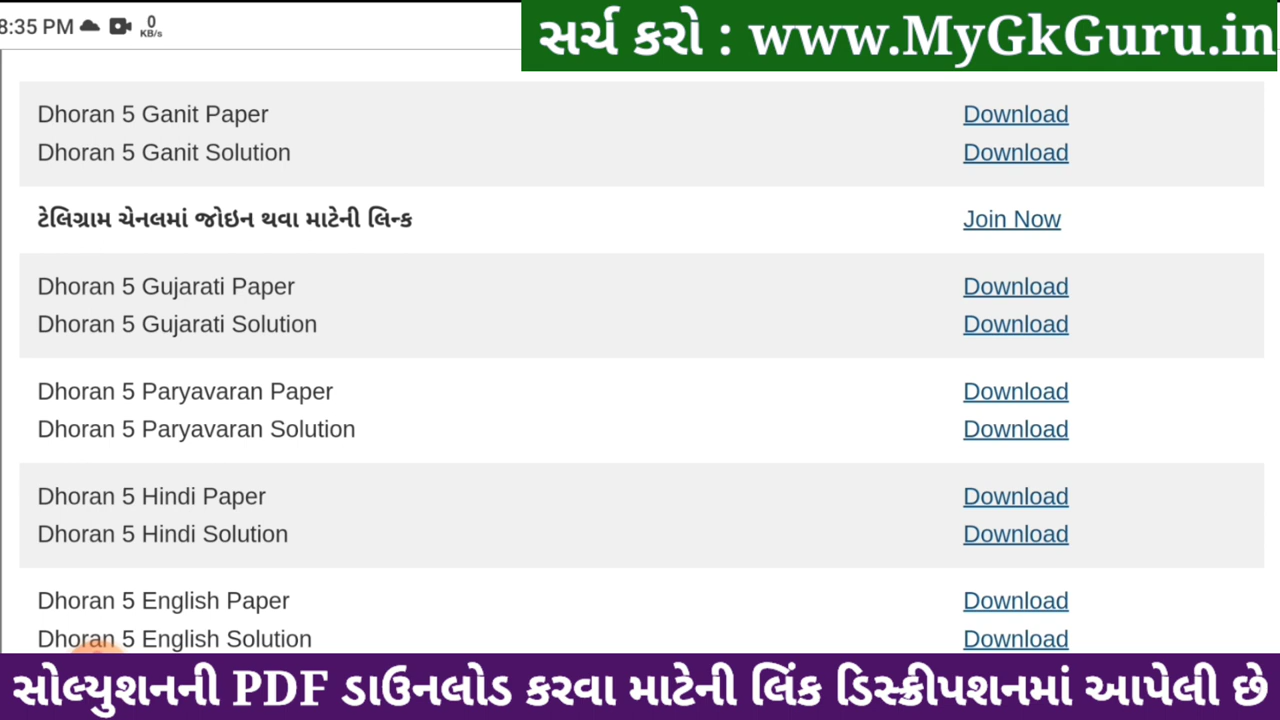 8:35 PM 0 KB/s
સર્ચ કરો : www.MyGkGuru.in
Dhoran 5 Ganit Paper Download
Dhoran 5 Ganit Solution Download
ટેલિગ્રામ ચેનલમાં જોઇન થવા માટેની લિન્ક Join Now
Dhoran 5 Gujarati Paper Download
Dhoran 5 Gujarati Solution Download
Dhoran 5 Paryavaran Paper Download
Dhoran 5 Paryavaran Solution Download
Dhoran 5 Hindi Paper Download
Dhoran 5 Hindi Solution Download
Dhoran 5 English Paper Download
Dhoran 5 English Solution Download
સોલ્યુશનની PDF ડાઉનલોડ કરવા માટેની લિંક ડિસ્ક્રીપશનમાં આપેલી છે